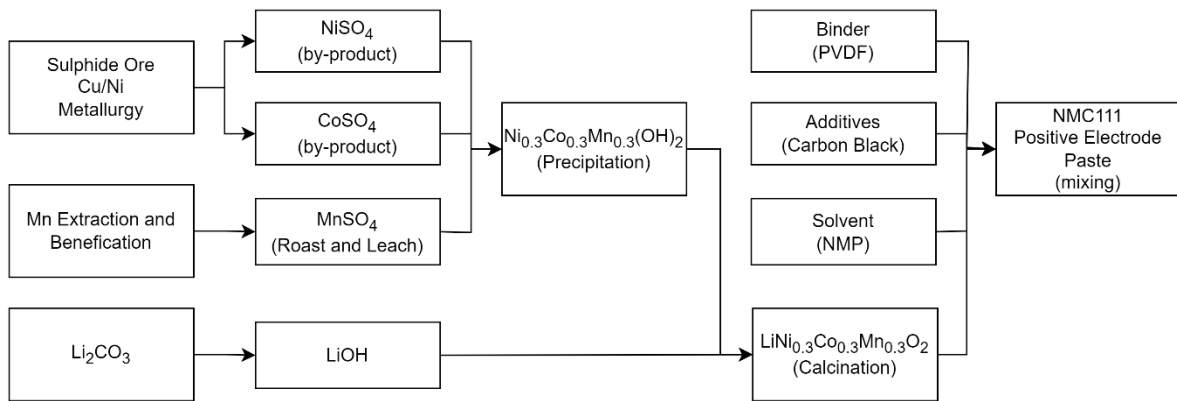 Sulphide Ore
Cu/Ni
Metallurgy
NiSO₄
(by-product)
CoSO₄
(by-product)
Mn Extraction and
Benefication
MnSO₄
(Roast and Leach)
Li₂CO₃
LiOH
Ni₀.₃Co₀.₃Mn₀.₃(OH)₂
(Precipitation)
Binder
(PVDF)
Additives
(Carbon Black)
Solvent
(NMP)
LiNi₀.₃Co₀.₃Mn₀.₃O₂
(Calcination)
NMC111
Positive Electrode
Paste
(mixing)